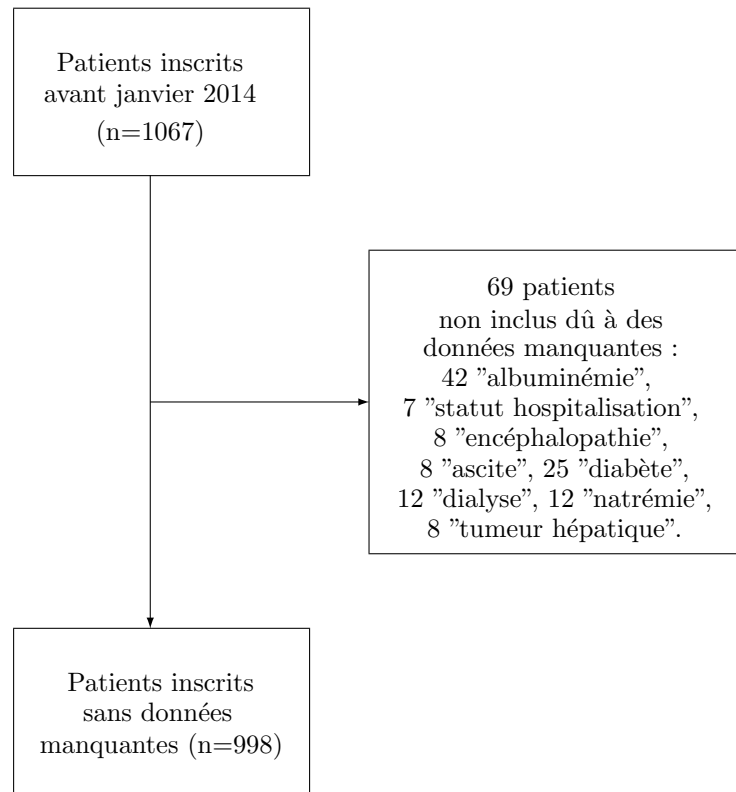 Patients inscrits
avant janvier 2014
(n=1067)
69 patients
non inclus dû à des
données manquantes :
42 ”albuminémie”,
7 ”statut hospitalisation”,
8 ”encéphalopathie”,
8 ”ascite”, 25 ”diabète”,
12 ”dialyse”, 12 ”natrémie”,
8 ”tumeur hépatique”.
Patients inscrits
sans données
manquantes (n=998)